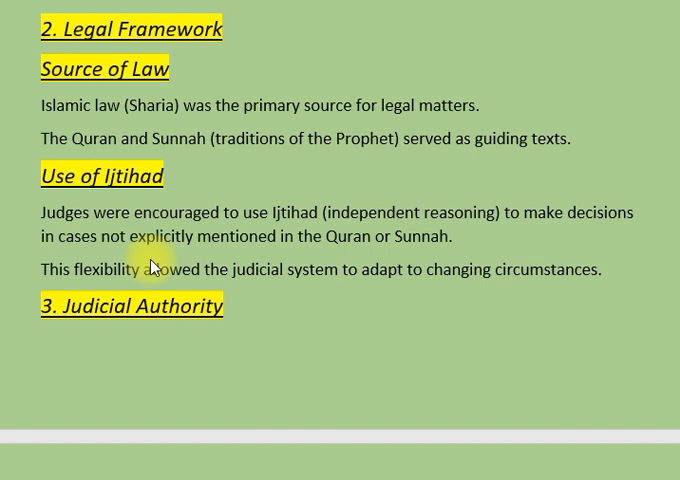 2. Legal Framework
Source of Law
Islamic law (Sharia) was the primary source for legal matters.
The Quran and Sunnah (traditions of the Prophet) served as guiding texts.
Use of Ijtihad
Judges were encouraged to use Ijtihad (independent reasoning) to make decisions
in cases not explicitly mentioned in the Quran or Sunnah.
This flexibility allowed the judicial system to adapt to changing circumstances.
3. Judicial Authority